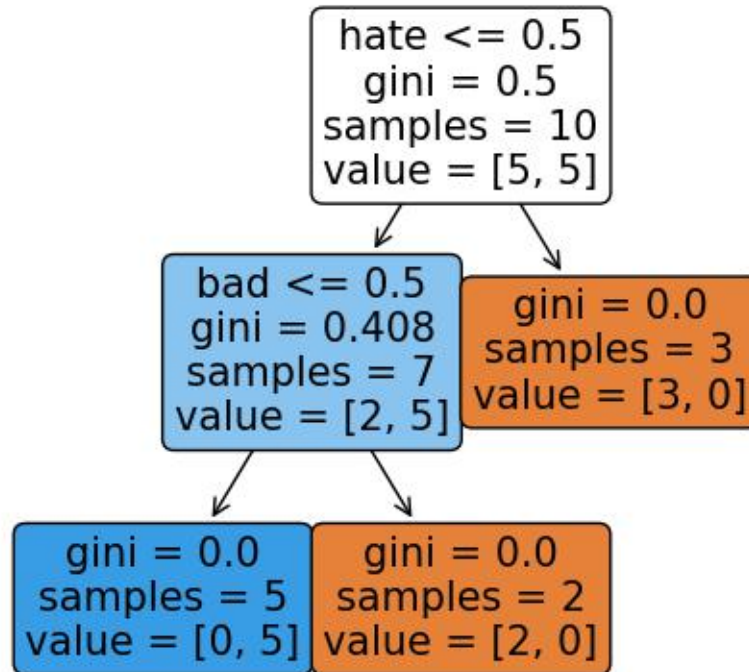 hate <= 0.5
gini = 0.5
samples = 10
value = [5, 5]
bad <= 0.5
gini = 0.408
samples = 7
value = [2, 5]
gini = 0.0
samples = 3
value = [3, 0]
gini = 0.0
samples = 5
value = [0, 5]
gini = 0.0
samples = 2
value = [2, 0]